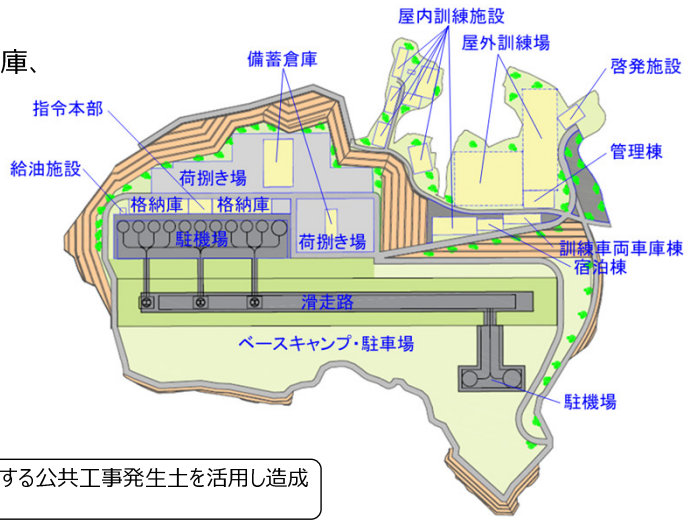 庫、
屋内訓練施設
屋外訓練場
備蓄倉庫
啓発施設
指令本部
管理棟
給油施設
荷捌き場
格納庫
格納庫
駐機場
荷捌き場
訓練車両車庫棟
宿泊棟
滑走路
ベースキャンプ・駐車場
駐機場
する公共工事発生土を活用し造成